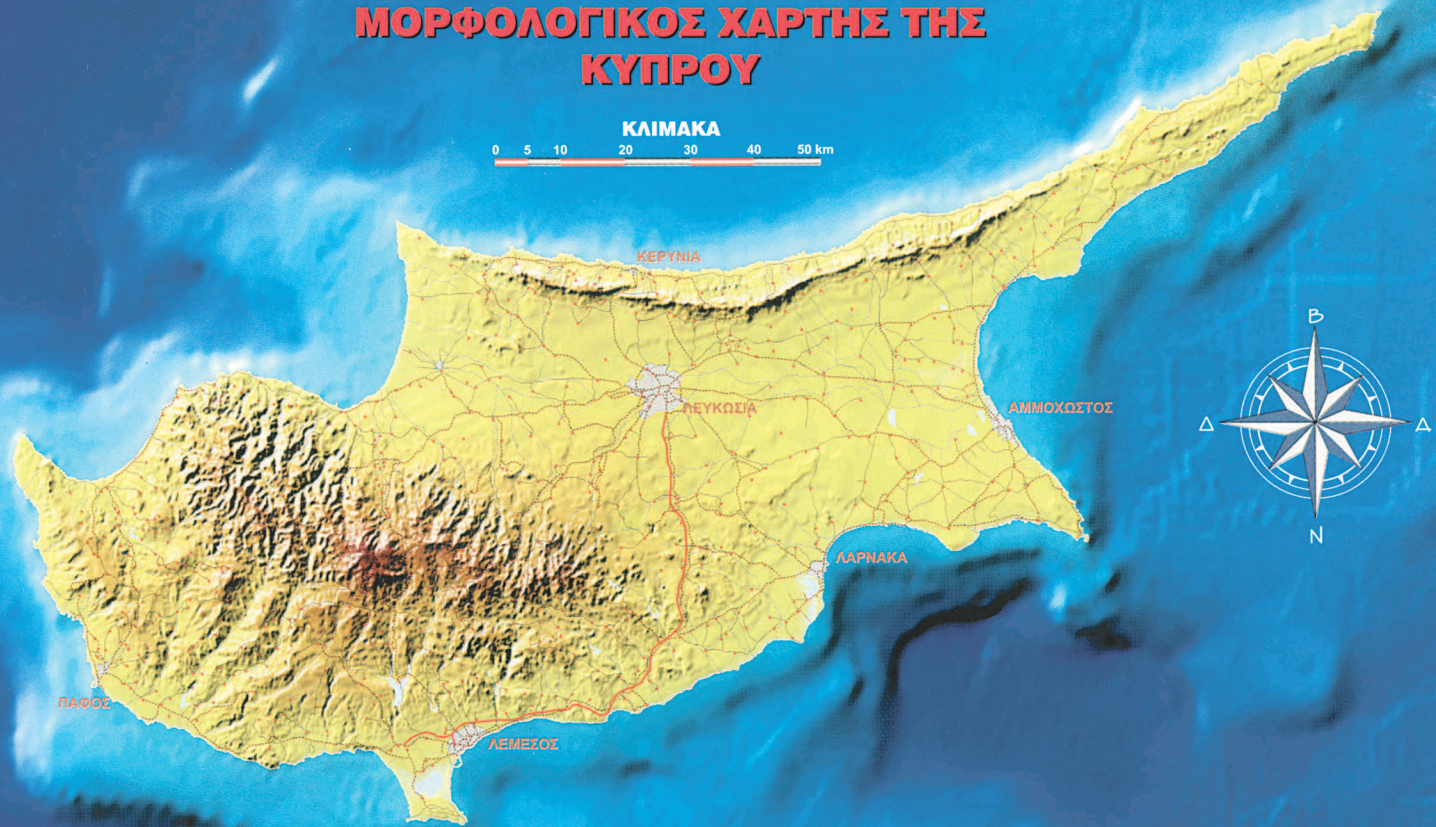 ΜΟΡΦΟΛΟΓΙΚΟΣ ΧΑΡΤΗΣ ΤΗΣ
ΚΥΠΡΟΥ
ΚΛΙΜΑΚΑ
0 5 10 20 30 40 50 km
ΚΕΡΥΝΙΑ
Β
ΛΕΥΚΩΣΙΑ
ΑΜΜΟΧΩΣΤΟΣ
Δ
Δ
Ν
ΛΑΡΝΑΚΑ
ΠΑΦΟΣ
ΛΕΜΕΣΟΣ